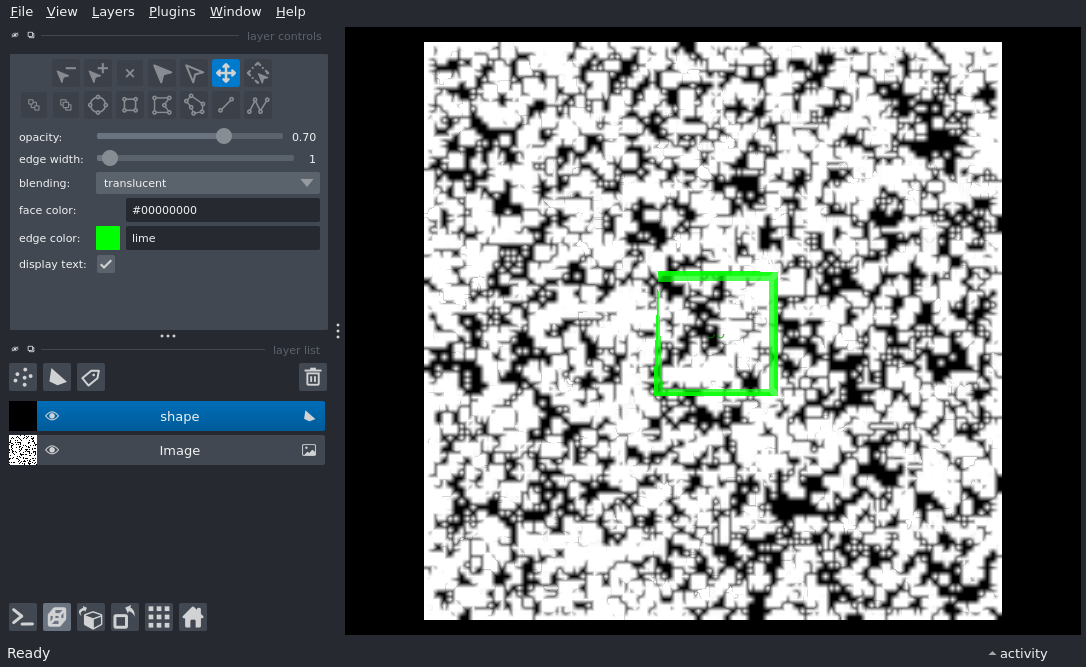 File View Layers Plugins Window Help
layer controls
opacity: 0.70
edge width: 1
blending: translucent
face color: #00000000
edge color: lime
display text:
layer list
shape
Image
Ready
activity